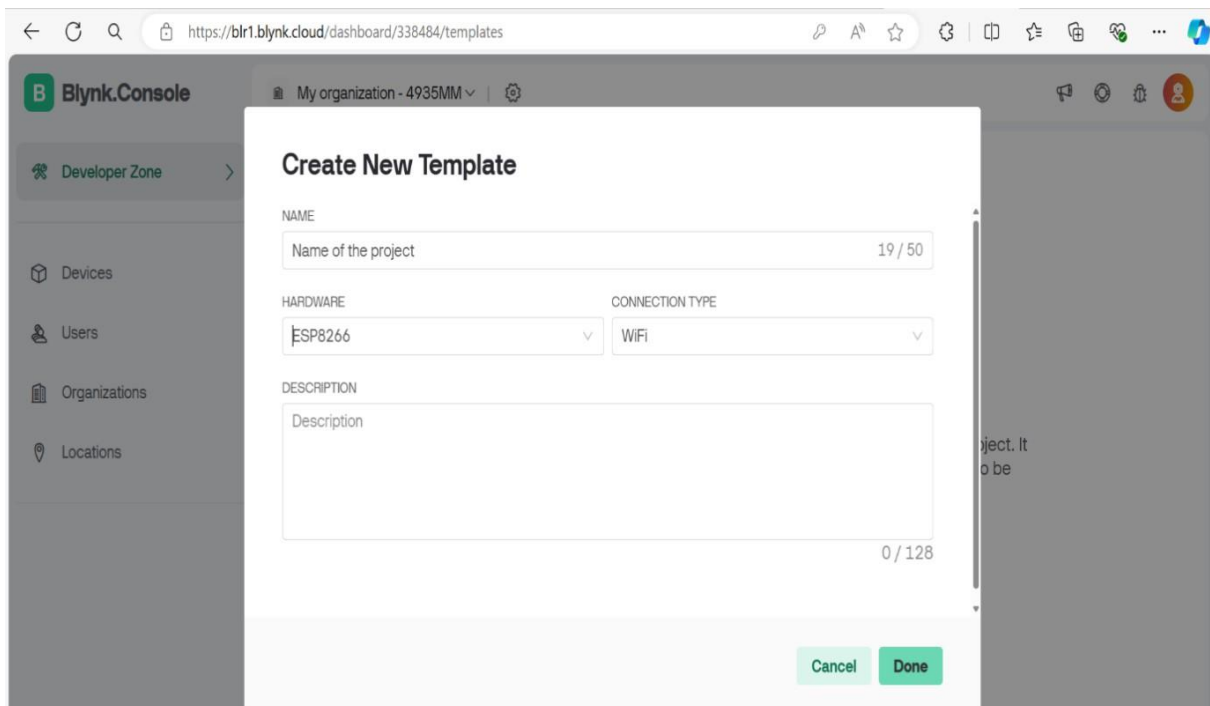 https://blr1.blynk.cloud/dashboard/338484/templates
B Blynk.Console
My organization - 4935MM
Developer Zone
Devices
Users
Organizations
Locations
Create New Template
NAME
Name of the project 19 / 50
HARDWARE CONNECTION TYPE
ESP8266 WiFi
DESCRIPTION
Description
0 / 128
oject. It
o be
Cancel Done